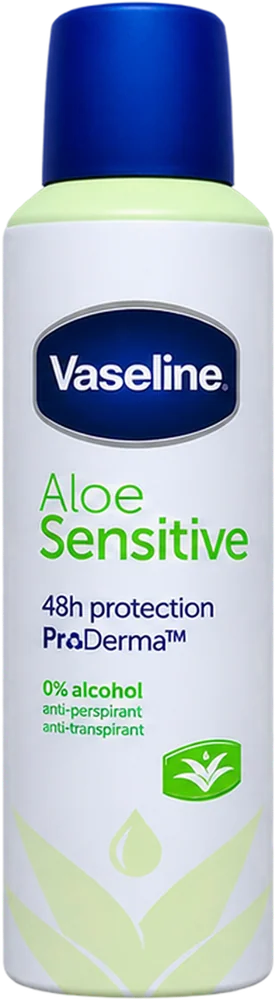 Vaseline®
Aloe
Sensitive
48h protection
ProDerma™
0% alcohol
anti-perspirant
anti-transpirant